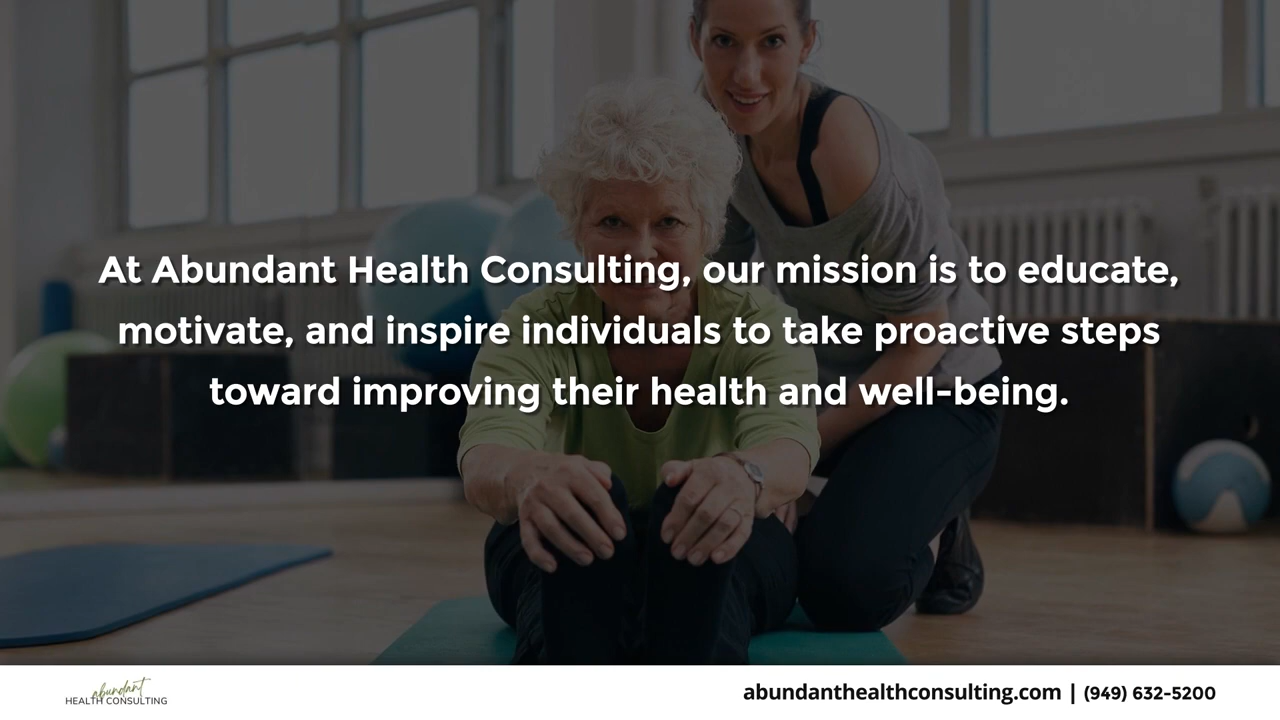 At Abundant Health Consulting, our mission is to educate,
motivate, and inspire individuals to take proactive steps
toward improving their health and well-being.
abundant
HEALTH CONSULTING
abundanthealthconsulting.com | (949) 632-5200